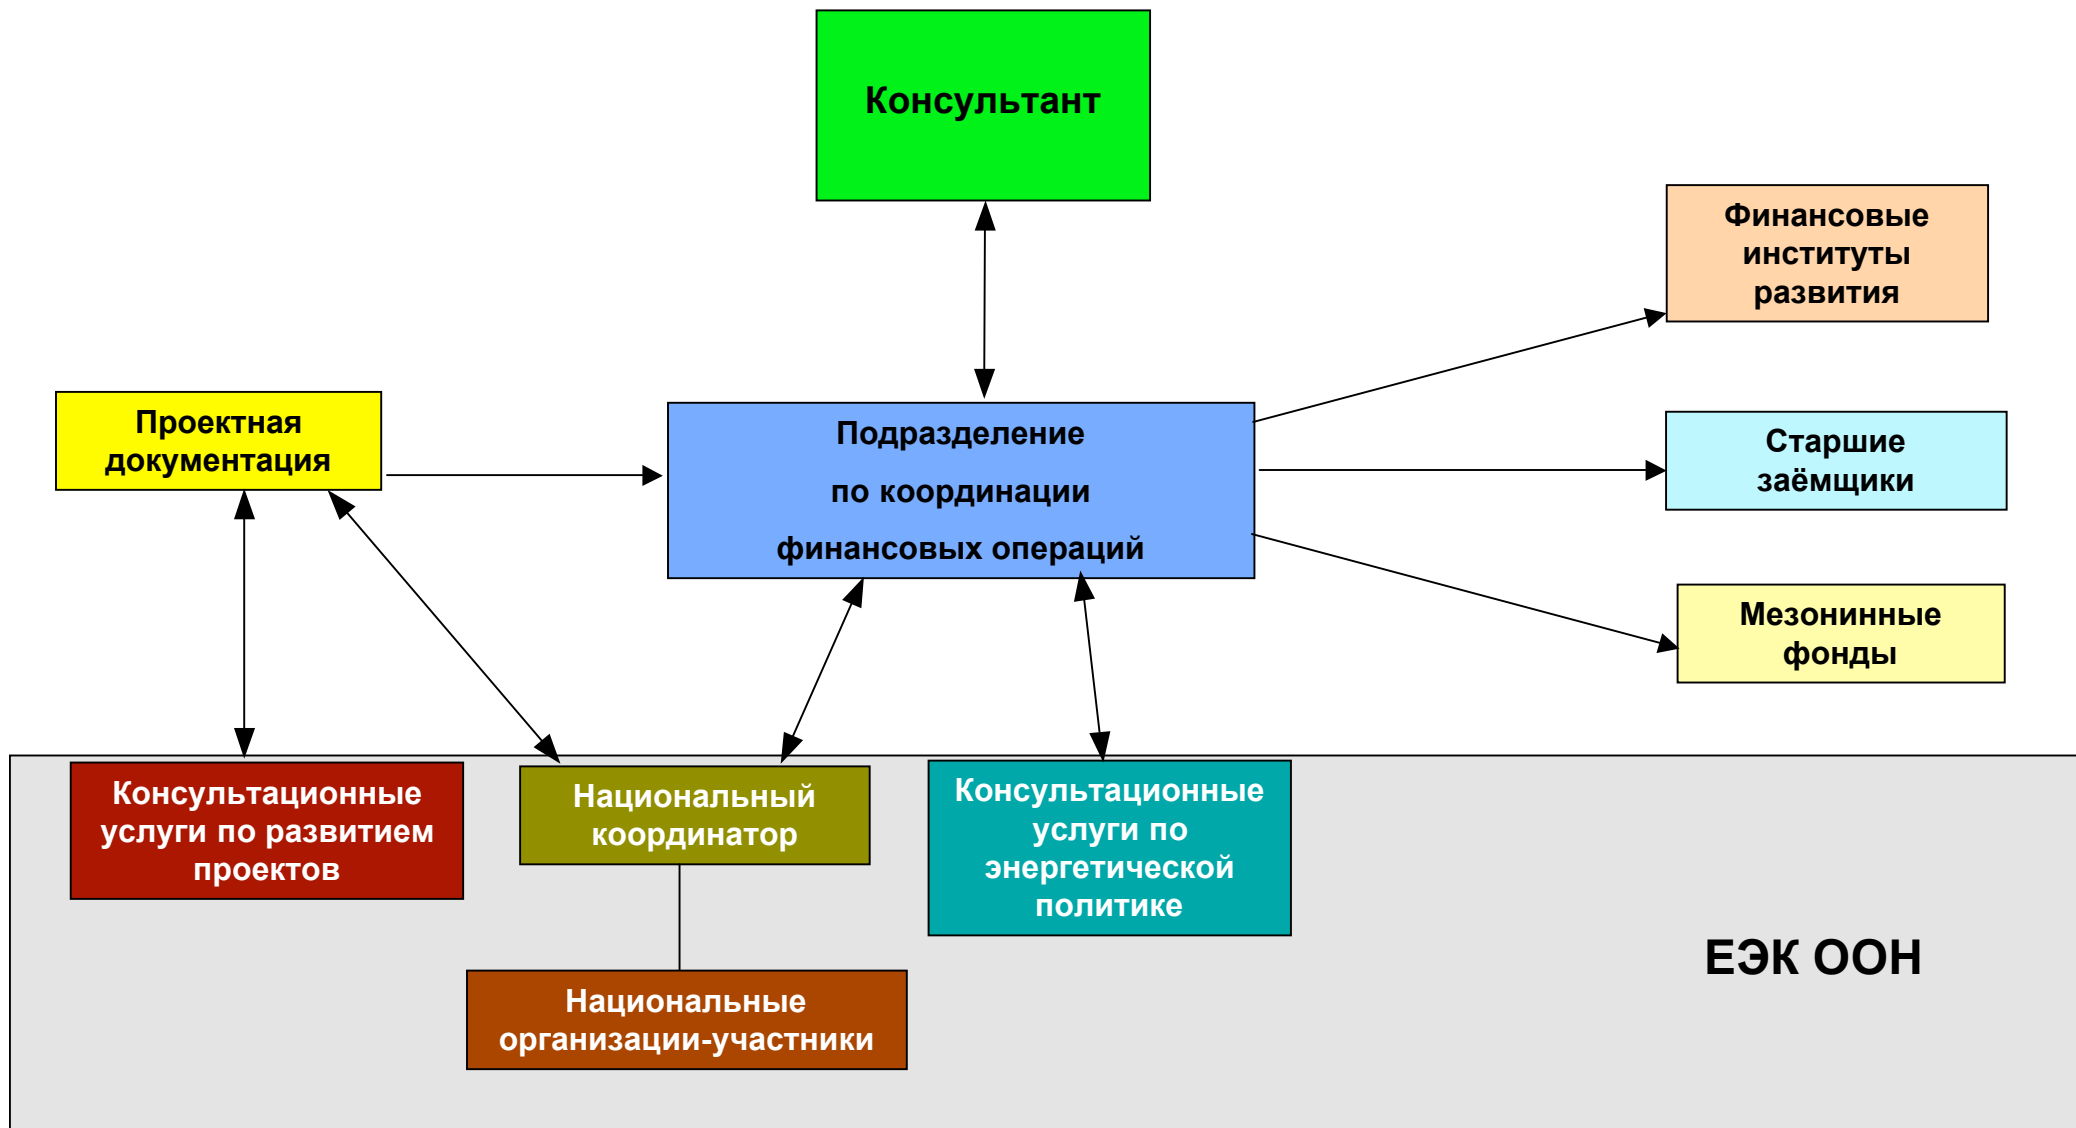 Консультант
Финансовые
институты
развития
Проектная
документация
Подразделение
по координации
финансовых операций
Старшие
заёмщики
Мезонинные
фонды
Консультационные
услуги по развитием
проектов
Национальный
координатор
Консультационные
услуги по
энергетической
политике
ЕЭК ООН
Национальные
организации-участники